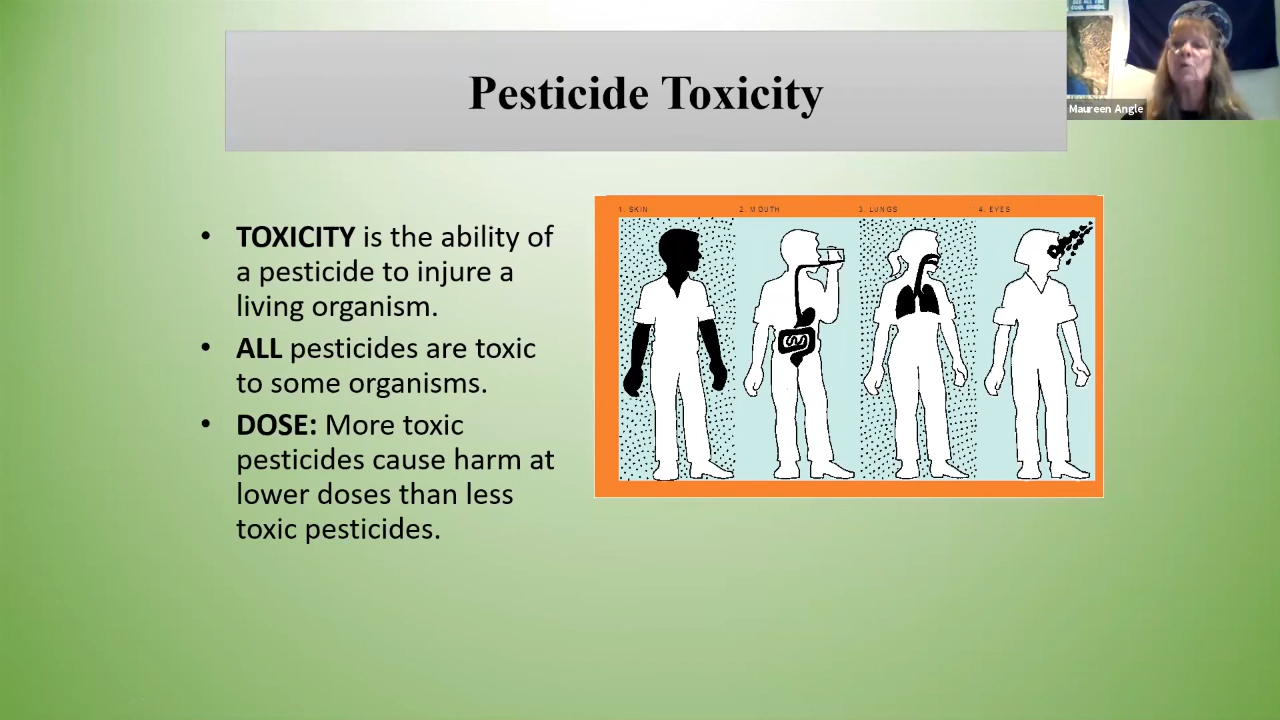 Pesticide Toxicity
Maureen Angle
• TOXICITY is the ability of
a pesticide to injure a
living organism.
• ALL pesticides are toxic
to some organisms.
• DOSE: More toxic
pesticides cause harm at
lower doses than less
toxic pesticides.
1. SKIN
2. MOUTH
3. LUNGS
4. EYES